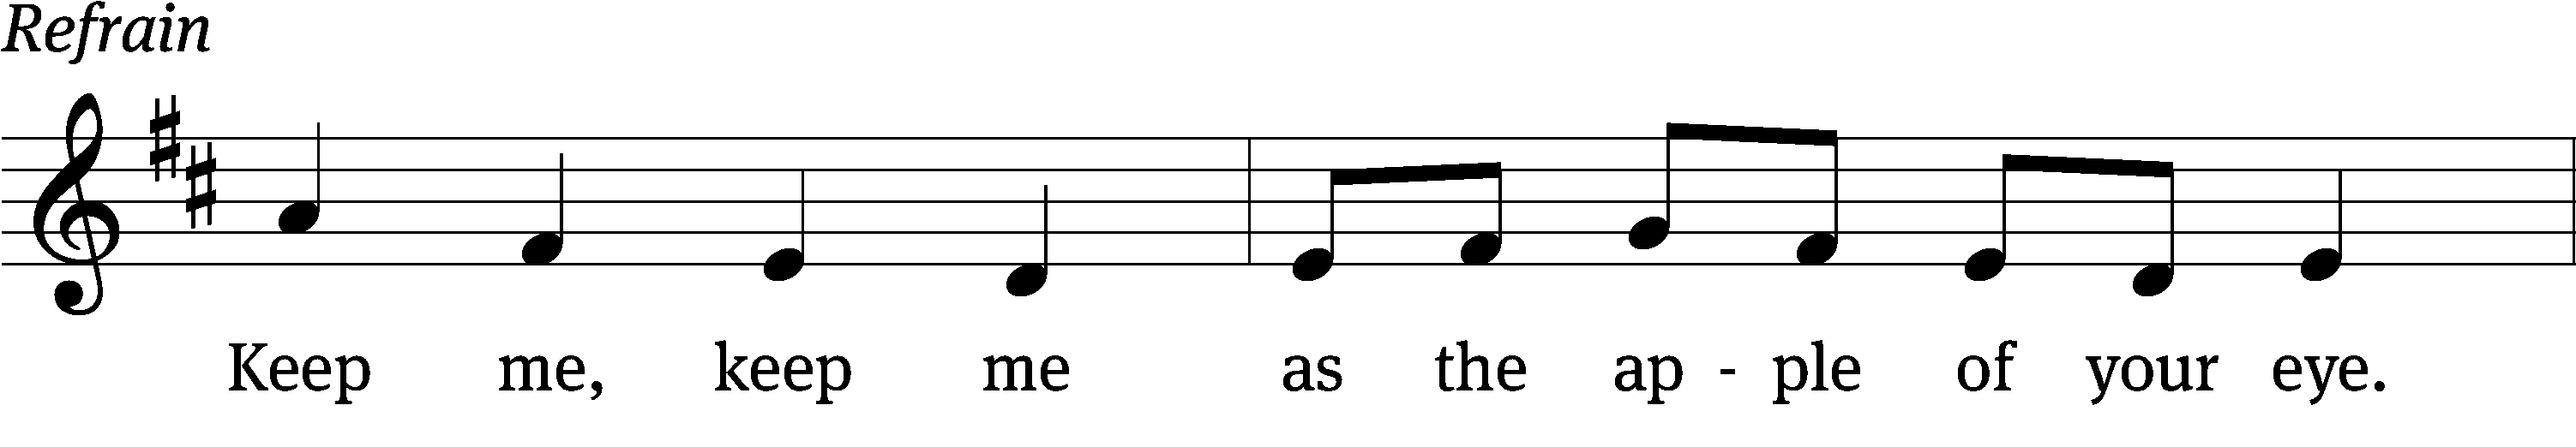 Refrain
Keep me, keep me as the ap - ple of your eye.